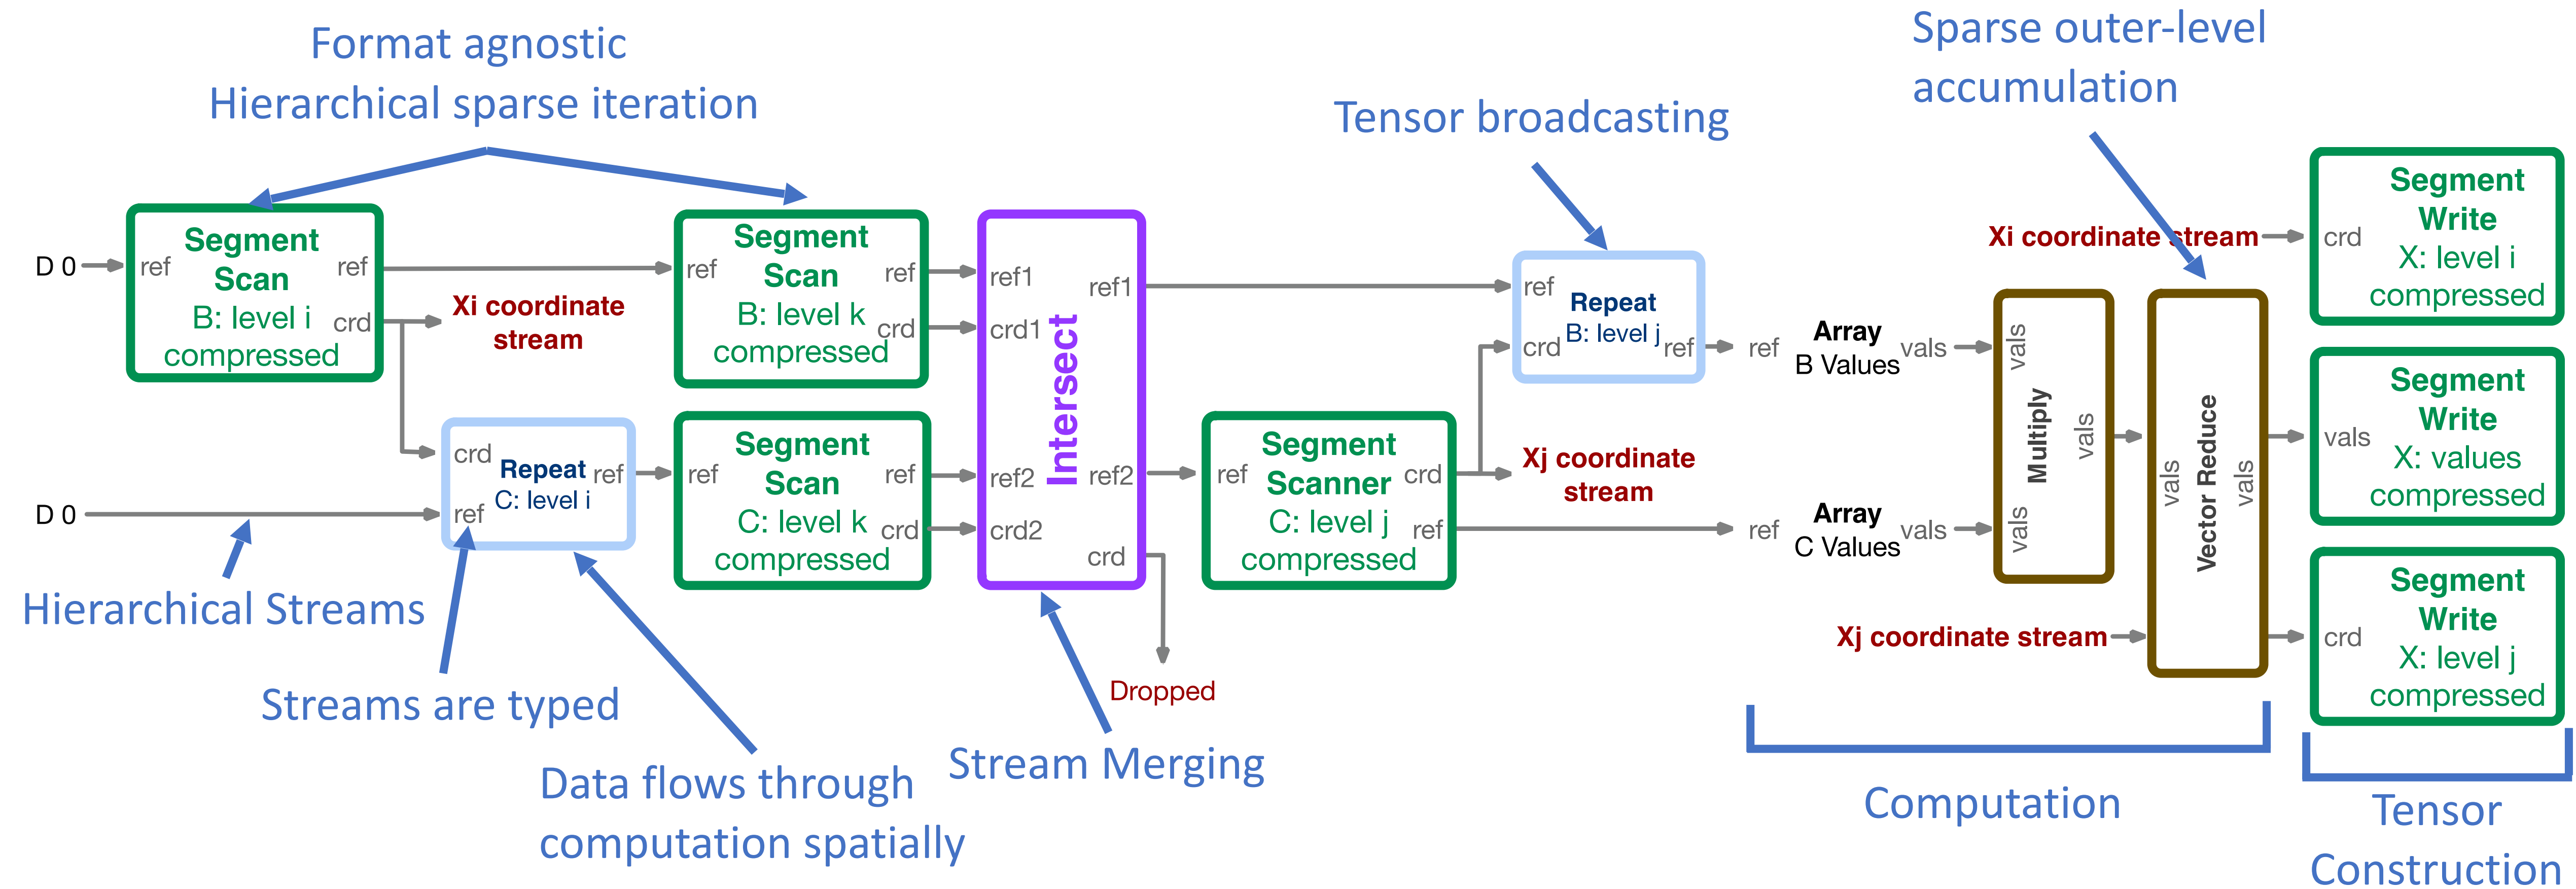 Format agnostic
Hierarchical sparse iteration
Tensor broadcasting
Sparse outer-level
accumulation
D 0
ref
Segment
Scan
B: level i
compressed
ref
crd
Xi coordinate
stream
D 0
crd
ref
Repeat
C: level i
ref
ref
Segment
Scan
B: level k
compressed
ref
crd
ref
Segment
Scan
C: level k
compressed
ref
crd
ref1
crd1
ref2
crd2
Intersect
ref1
ref2
crd
Dropped
ref
Segment
Scanner
C: level j
compressed
crd
ref
Xj coordinate
stream
ref
crd
Repeat
B: level j
ref
ref
Array
B Values
vals
ref
Array
C Values
vals
vals
vals
Multiply
vals
Xj coordinate stream
vals
Vector Reduce
vals
Xi coordinate stream
crd
Segment
Write
X: level i
compressed
vals
Segment
Write
X: values
compressed
crd
Segment
Write
X: level j
compressed
Hierarchical Streams
Streams are typed
Data flows through
computation spatially
Stream Merging
Computation
Tensor
Construction